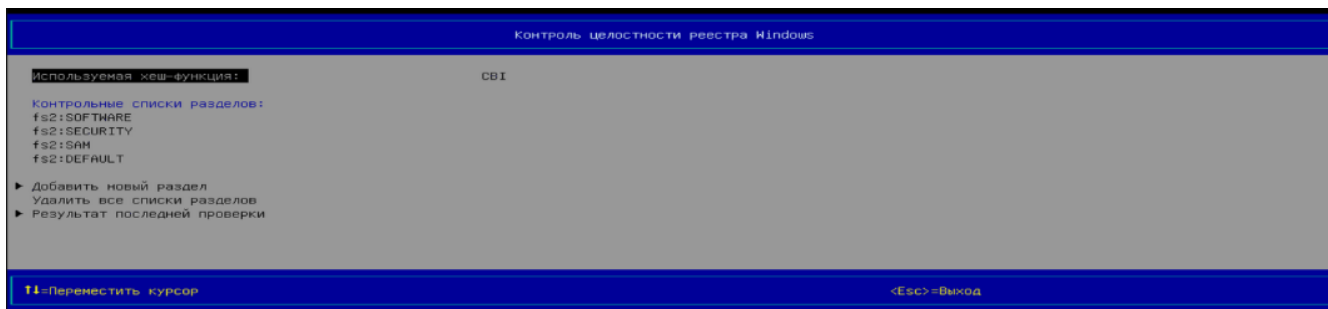 Контроль целостности реестра Windows
Используемая хеш-функция: СВІ
Контрольные списки разделов:
fs2:SOFTWARE
fs2:SECURITY
fs2:SAM
fs2:DEFAULT
► Добавить новый раздел
Удалить все списки разделов
► Результат последней проверки
↑↓=Переместить курсор <Esc>=Выход